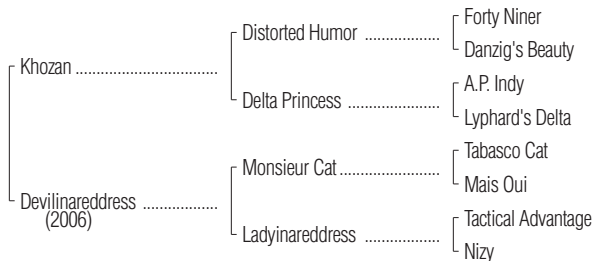 Forty Niner
Distorted Humor ..................
Danzig's Beauty
Khozan ..................................
A.P. Indy
Delta Princess ......................
Lyphard's Delta
Tabasco Cat
Monsieur Cat ........................
Mais Oui
Devilinareddress ..................
(2006)
Tactical Advantage
Ladyinareddress ..................
Nizy